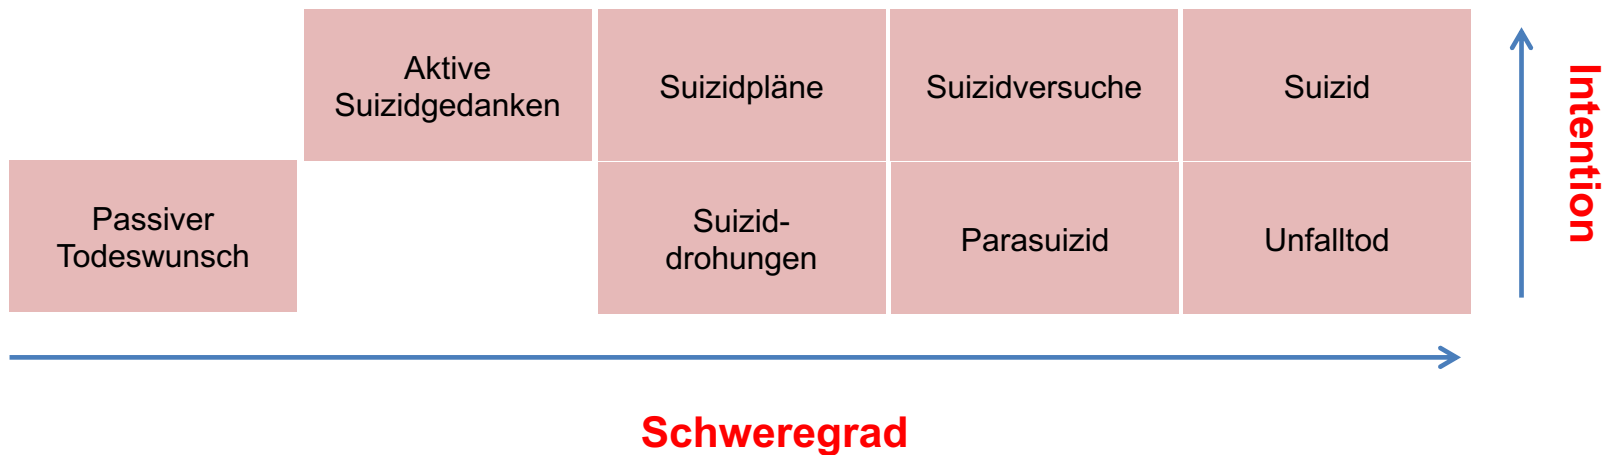 Aktive
Suizidgedanken
Suizidpläne
Suizidversuche
Suizid
Passiver
Todeswunsch
Suizid-
drohungen
Parasuizid
Unfalltod
Intention
Schweregrad